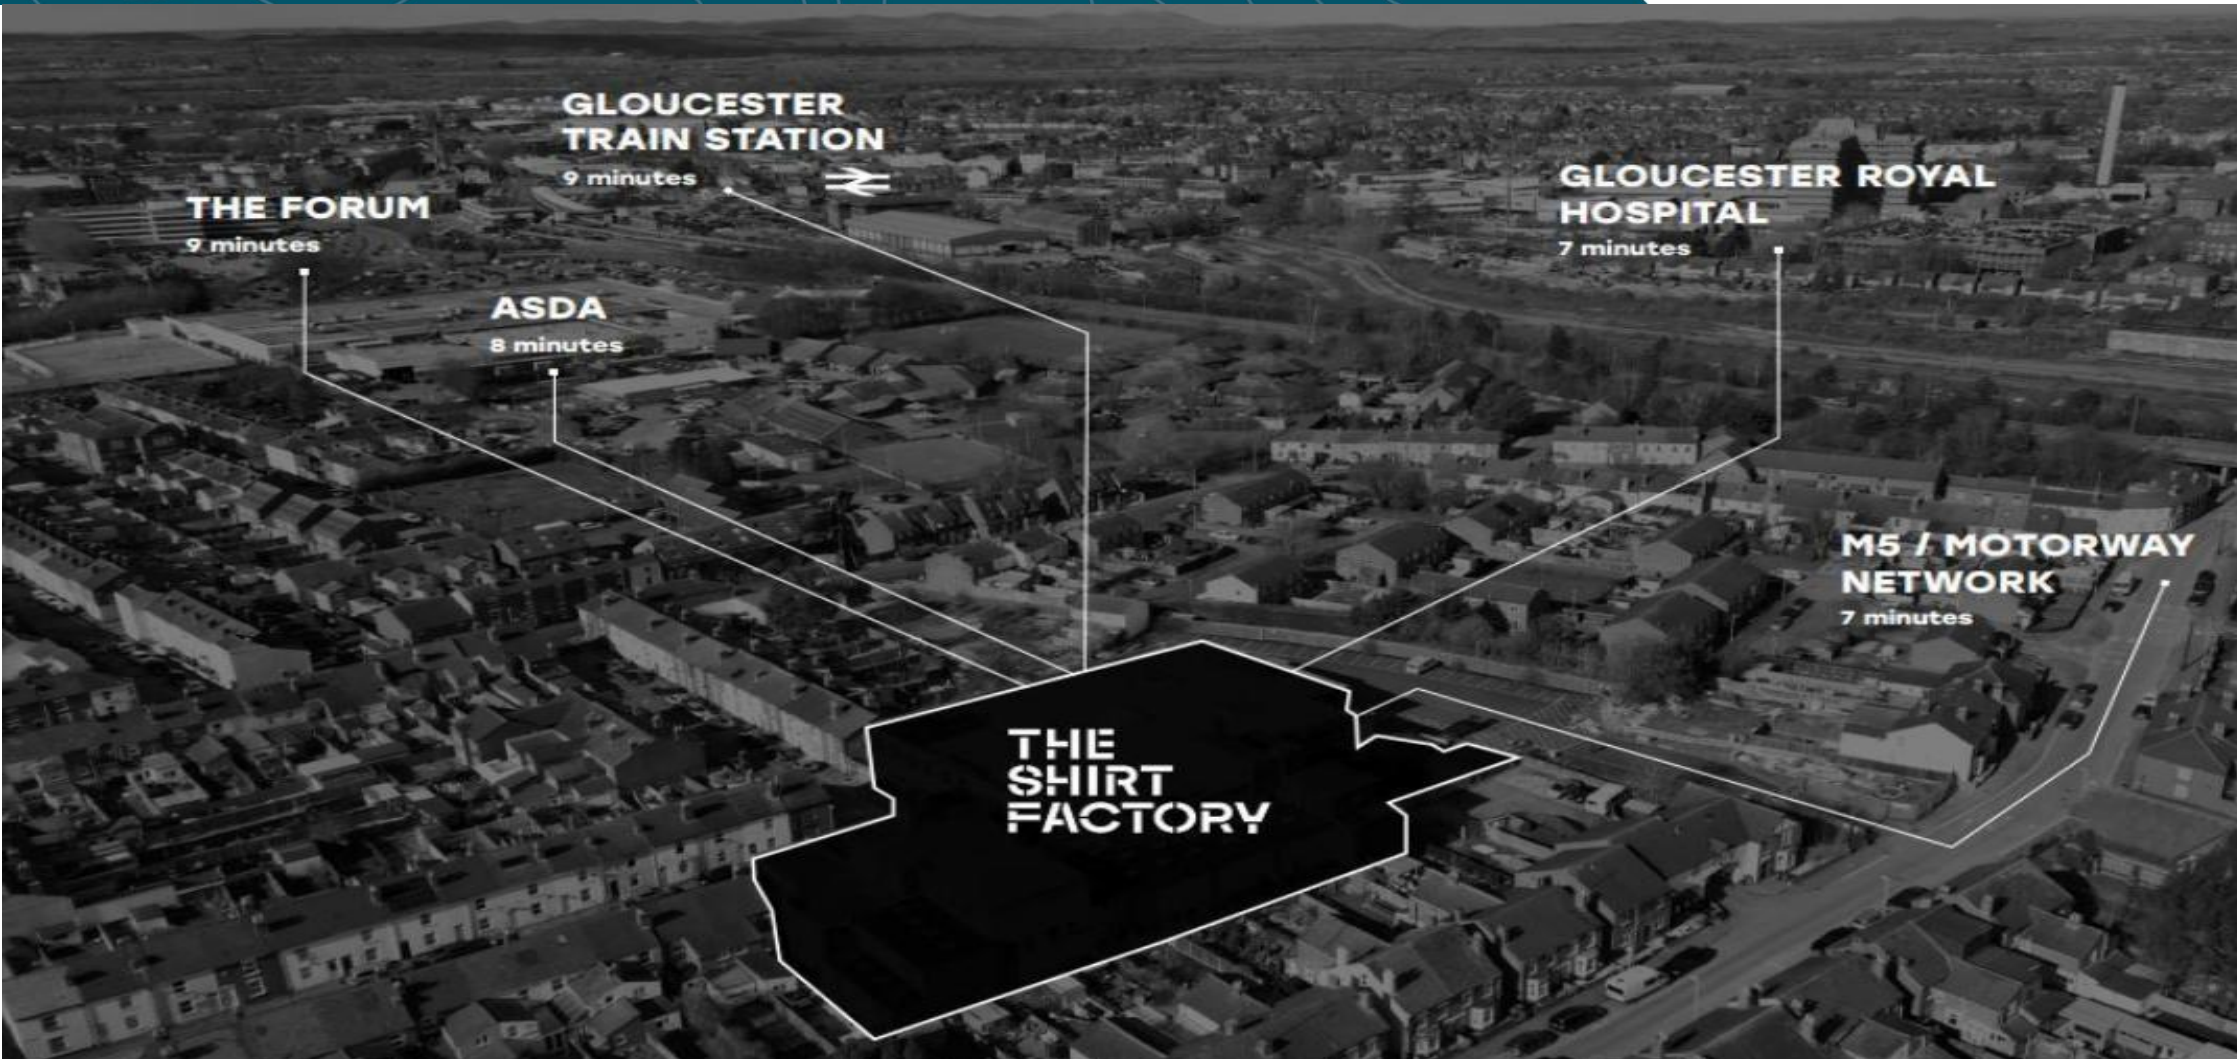 GLOUCESTER
TRAIN STATION
9 minutes
THE FORUM
9 minutes
ASDA
8 minutes
GLOUCESTER ROYAL
HOSPITAL
7 minutes
M5 / MOTORWAY
NETWORK
7 minutes
THE
SHIRT
FACTORY